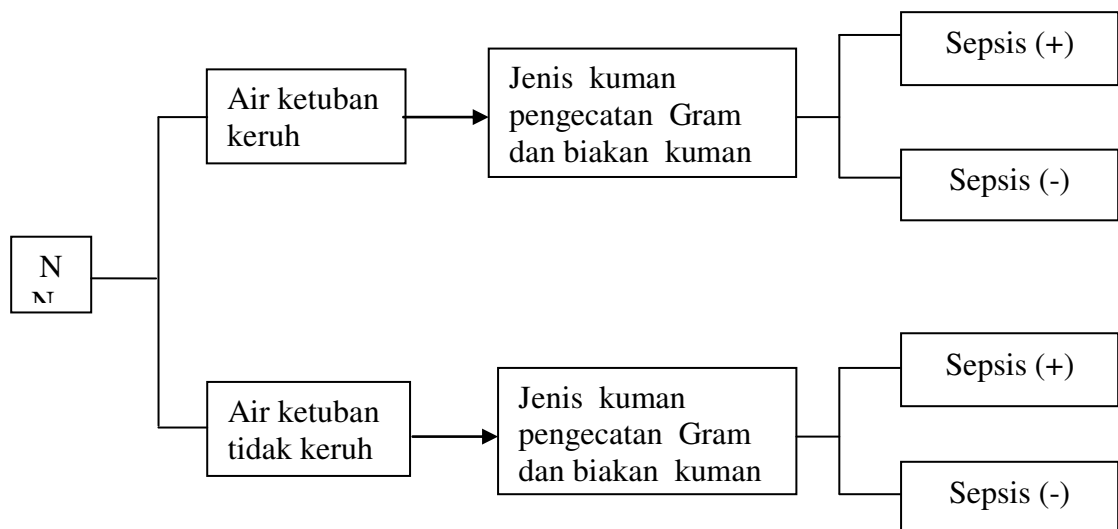 N
N
Air ketuban
keruh
Jenis kuman
pengecatan Gram
dan biakan kuman
Sepsis (+)
Sepsis (-)
Air ketuban
tidak keruh
Jenis kuman
pengecatan Gram
dan biakan kuman
Sepsis (+)
Sepsis (-)